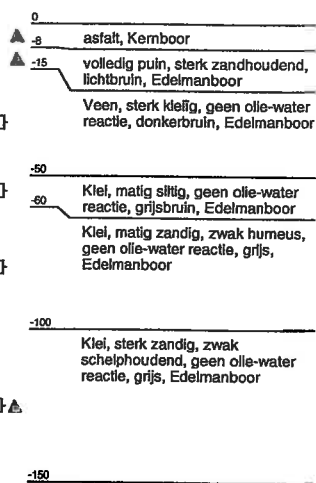 0
-8
asfalt, Kernboor
-15
volledig puin, sterk zandhoudend,
lichtbruin, Edelmanboor
Veen, sterk kleiïg, geen olie-water
reactie, donkerbruin, Edelmanboor
-50
Klei, matig siltig, geen olie-water
reactie, grijsbruin, Edelmanboor
-60
Klei, matig zandig, zwak humeus,
geen olie-water reactie, grijs,
Edelmanboor
-100
Klei, sterk zandig, zwak
schelphoudend, geen olie-water
reactie, grijs, Edelmanboor
-150